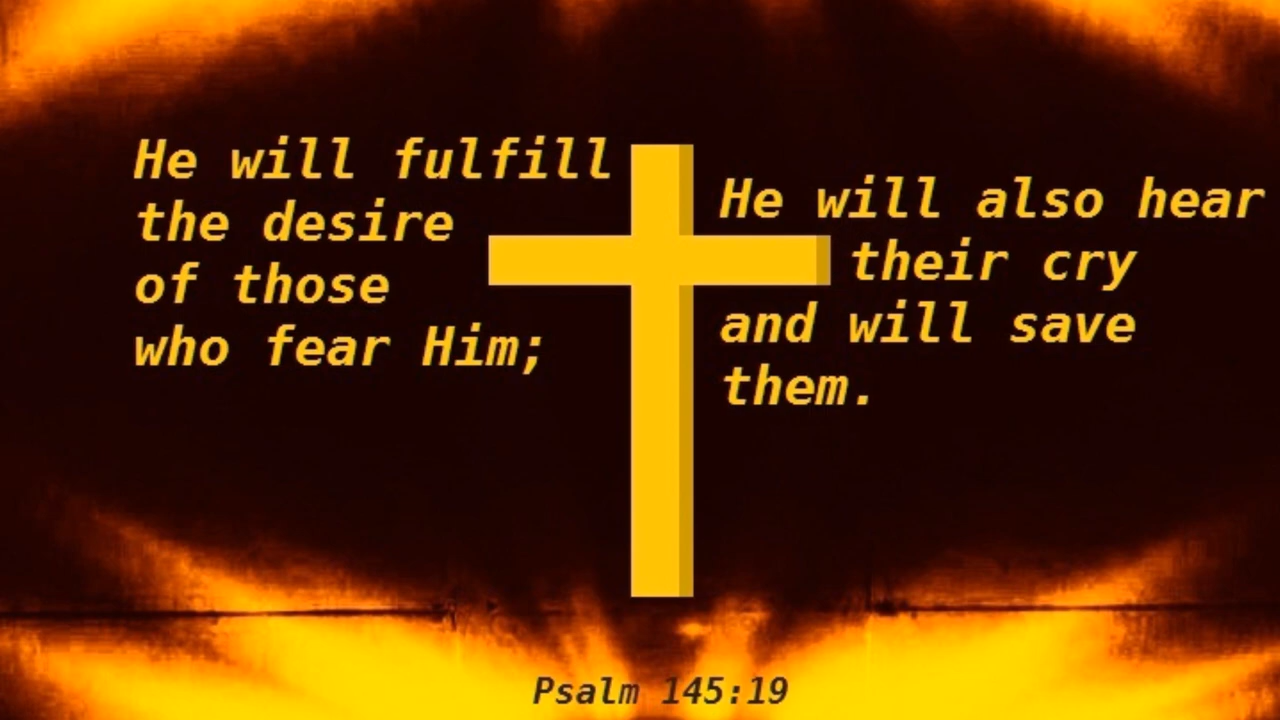 He will fulfill
the desire
of those
who fear Him;
He will also hear
their cry
and will save
them.
Psalm 145:19